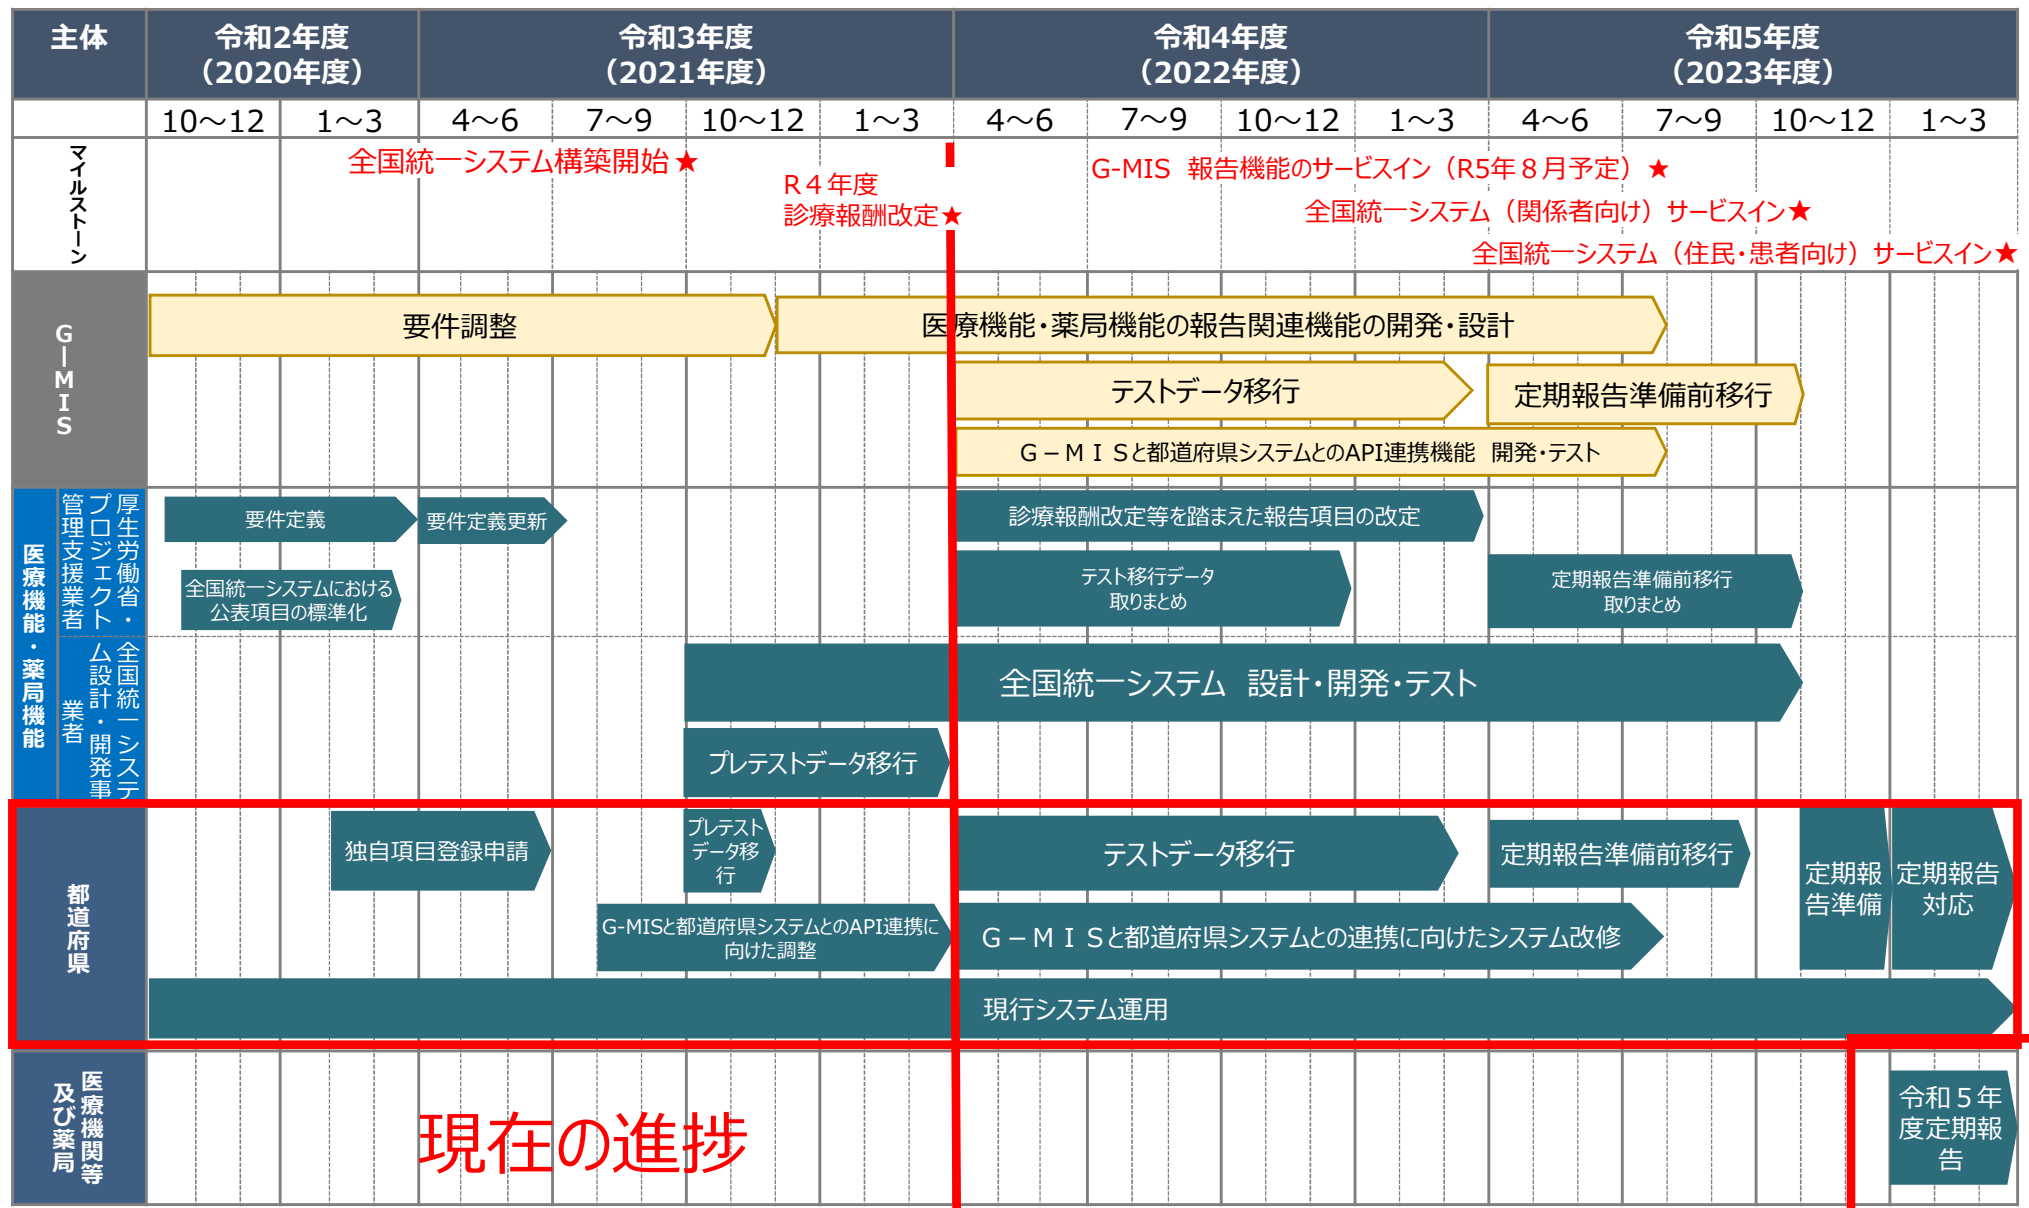 主体
令和2年度
（2020年度）
令和3年度
（2021年度）
令和4年度
（2022年度）
令和5年度
（2023年度）
10～12
1～3
4～6
7～9
10～12
1～3
4～6
7～9
10～12
1～3
4～6
7～9
10～12
1～3
マイルストーン
全国統一システム構築開始★
R４年度
診療報酬改定★
G-MIS 報告機能のサービスイン（R5年８月予定）★
全国統一システム（関係者向け）サービスイン★
全国統一システム（住民・患者向け）サービスイン★
G－MIS
要件調整
医療機能・薬局機能の報告関連機能の開発・設計
テストデータ移行
定期報告準備前移行
G－ＭＩＳと都道府県システムとのAPI連携機能 開発・テスト
医療機能・薬局機能
厚生労働省・
プロジェクト
管理支援業者
要件定義
要件定義更新
診療報酬改定等を踏まえた報告項目の改定
全国統一システムにおける
公表項目の標準化
テスト移行データ
取りまとめ
定期報告準備前移行
取りまとめ
全国統一システテ
ム設計・開発事
業者
全国統一システム 設計・開発・テスト
プレテストデータ移行
都道府県
独自項目登録申請
プレテスト
データ移
行
テストデータ移行
定期報告準備前移行
定期報
告準備
定期報告
対応
G-MISと都道府県システムとのAPI連携に
向けた調整
G－ＭＩＳと都道府県システムとの連携に向けたシステム改修
現行システム運用
医療機関等
及び薬局
現在の進捗
令和５年
度定期報
告